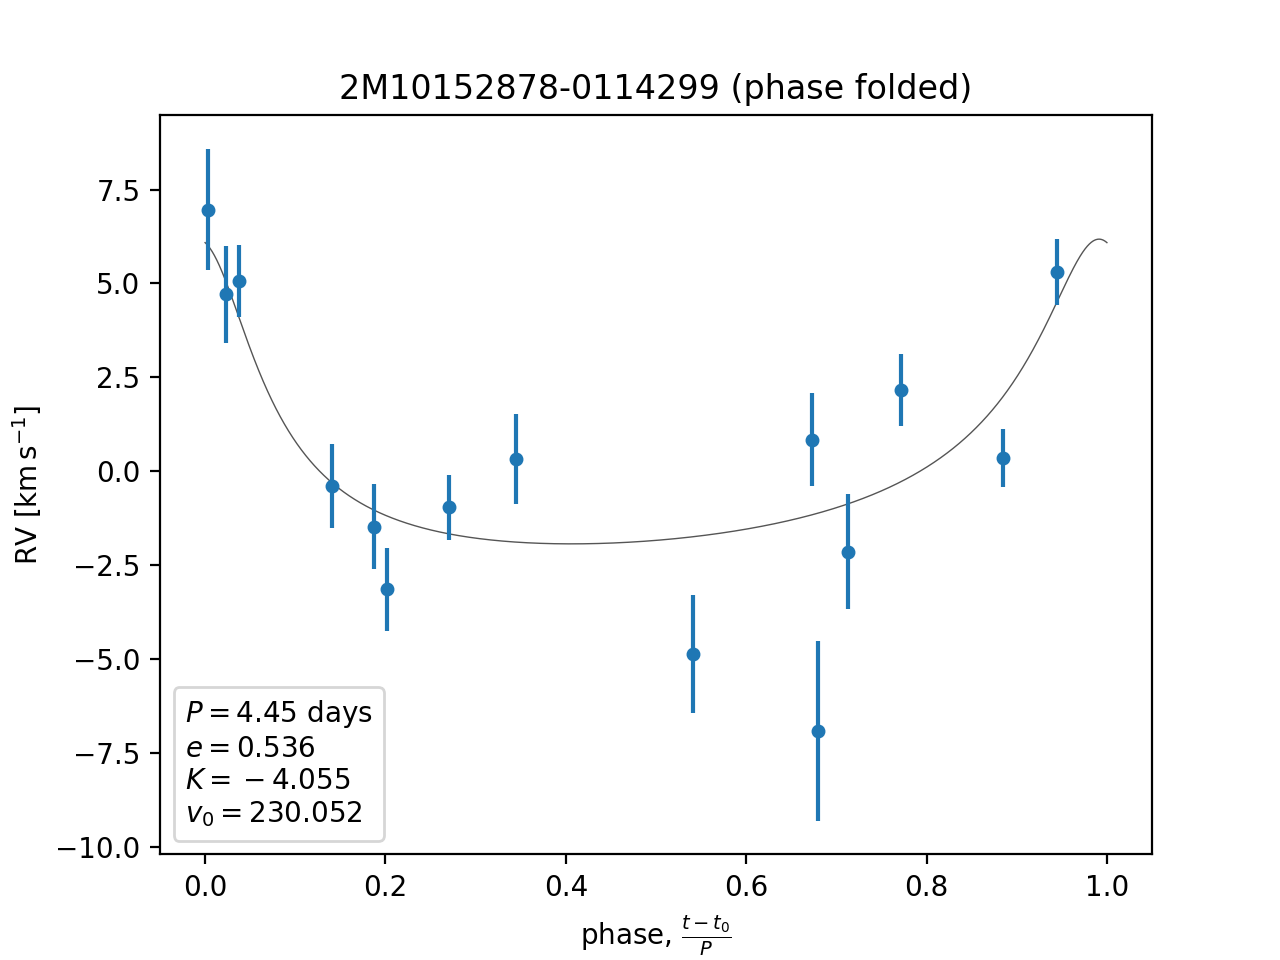 2M10152878-0114299 (phase folded)
7.5
5.0
2.5
0.0
−2.5
−5.0
−7.5
−10.0
RV [km s⁻¹]
P = 4.45 days
e = 0.536
K = −4.055
v₀ = 230.052
0.0 0.2 0.4 0.6 0.8 1.0
phase, (t − t₀)/P